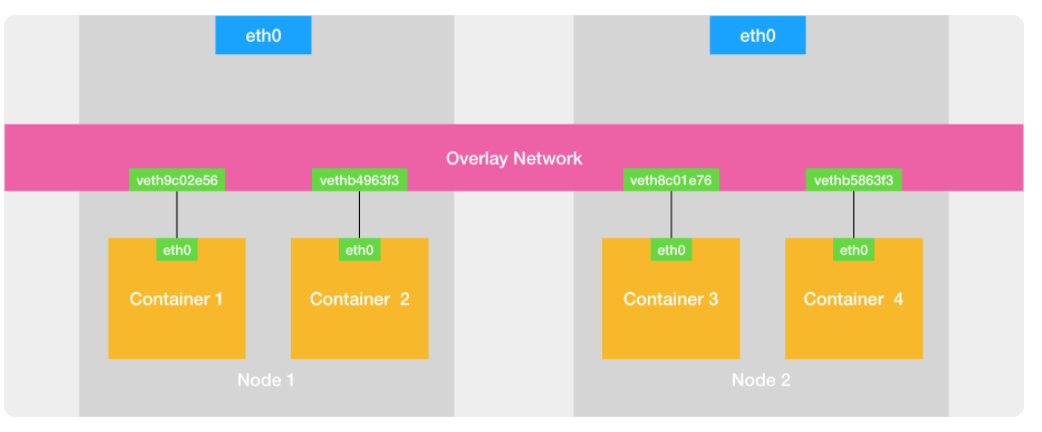 eth0
eth0
Overlay Network
veth9c02e56
vethb4963f3
veth8c01e76
vethb5863f3
eth0
eth0
eth0
eth0
Container 1
Container 2
Container 3
Container 4
Node 1
Node 2